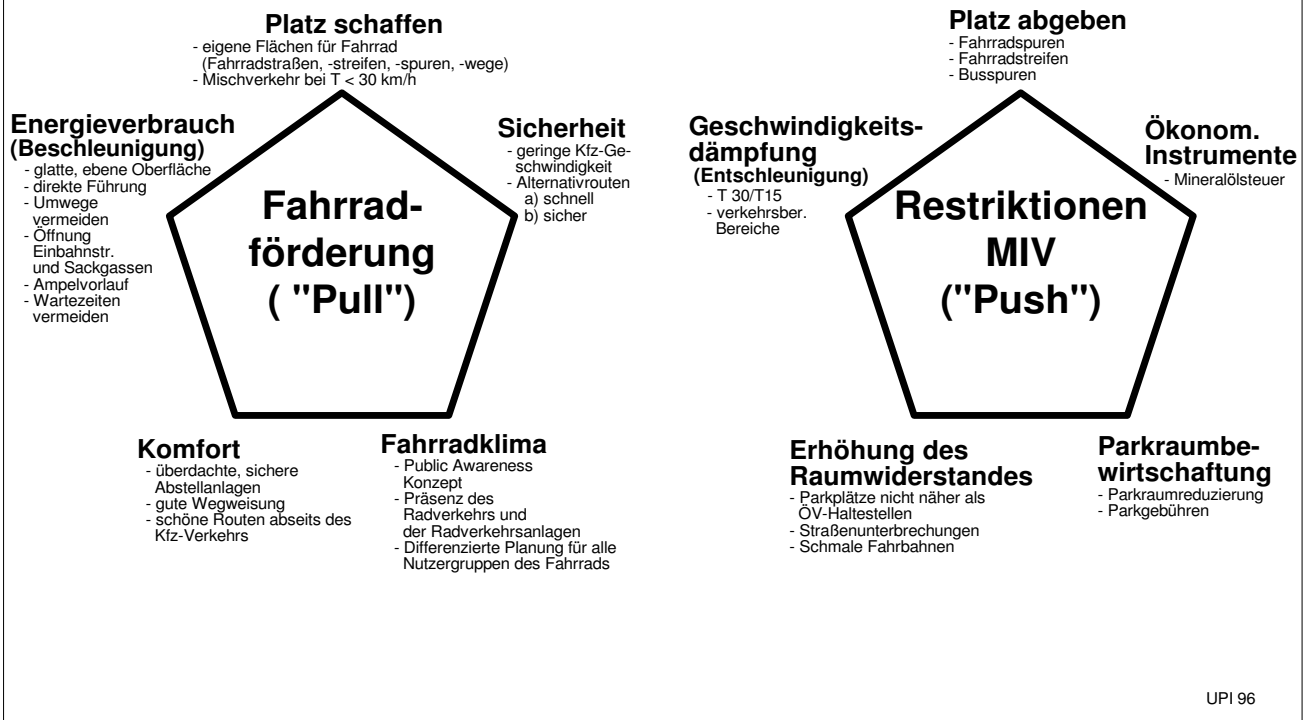 Platz schaffen
- eigene Flächen für Fahrrad
(Fahrradstraßen, -streifen, -spuren, -wege)
- Mischverkehr bei T < 30 km/h
Energieverbrauch
(Beschleunigung)
- glatte, ebene Oberfläche
- direkte Führung
- Umwege
vermeiden
- Öffnung
Einbahnstr.
und Sackgassen
- Ampelvorlauf
- Wartezeiten
vermeiden
Sicherheit
- geringe Kfz-Ge-
schwindigkeit
- Alternativrouten
a) schnell
b) sicher
Fahrrad-
förderung
( "Pull")
Komfort
- überdachte, sichere
Abstellanlagen
- gute Wegweisung
- schöne Routen abseits des
Kfz-Verkehrs
Fahrradklima
- Public Awareness
Konzept
- Präsenz des
Radverkehrs und
der Radverkehrsanlagen
- Differenzierte Planung für alle
Nutzergruppen des Fahrrads
Platz abgeben
- Fahrradspuren
- Fahrradstreifen
- Busspuren
Geschwindigkeits-
dämpfung
(Entschleunigung)
- T 30/T15
- verkehrsber.
Bereiche
Ökonom.
Instrumente
- Mineralölsteuer
Restriktionen
MIV
("Push")
Erhöhung des
Raumwiderstandes
- Parkplätze nicht näher als
ÖV-Haltestellen
- Straßenunterbrechungen
- Schmale Fahrbahnen
Parkraumbe-
wirtschaftung
- Parkraumreduzierung
- Parkgebühren
UPI 96